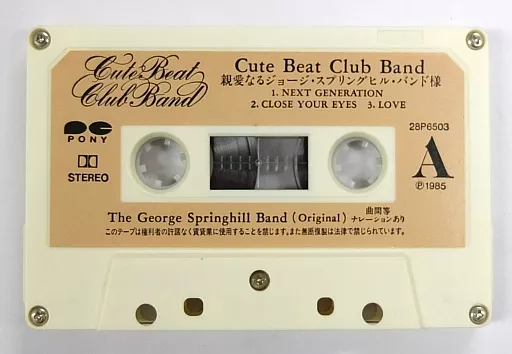 Cute Beat
Club Band
Cute Beat Club Band
親愛なるジョージ・スプリングヒル・バンド様
1. NEXT GENERATION
2. CLOSE YOUR EYES 3. LOVE
PONY
STEREO
28P6503
A
Ⓟ1985
The George Springhill Band (Original) 曲間等
ナレーションあり
このテープは権利者の許諾なく賃貸業に使用することを禁じます。また無断複製は法律で禁じられています。